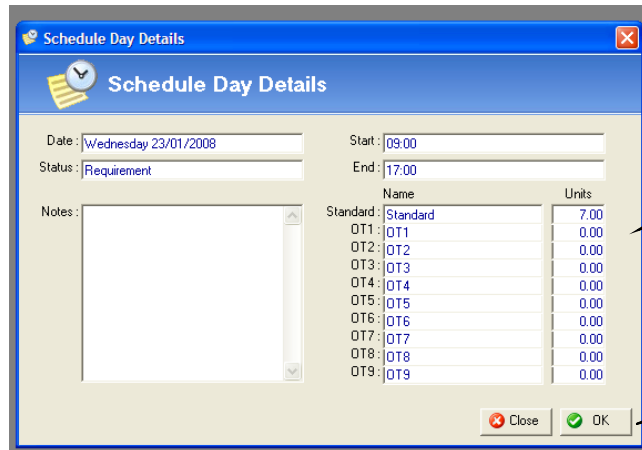 Schedule Day Details
Schedule Day Details
Date : Wednesday 23/01/2008 Start : 09:00
Status : Requirement End : 17:00
Name Units
Notes : Standard : Standard 7.00
OT1 : OT1 0.00
OT2 : OT2 0.00
OT3 : OT3 0.00
OT4 : OT4 0.00
OT5 : OT5 0.00
OT6 : OT6 0.00
OT7 : OT7 0.00
OT8 : OT8 0.00
OT9 : OT9 0.00
Close OK